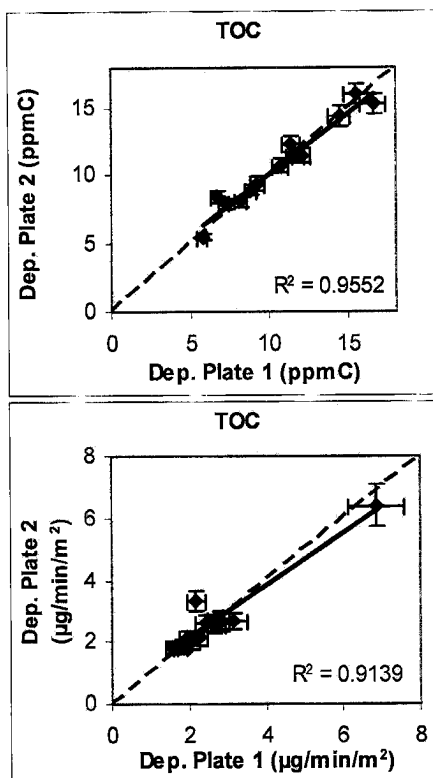 TOC
Dep. Plate 2 (ppmC)
15
10
5
0
R² = 0.9552
0 5 10 15
Dep. Plate 1 (ppmC)
TOC
Dep. Plate 2
(µg/min/m²)
8
6
4
2
0
R² = 0.9139
0 2 4 6 8
Dep. Plate 1 (µg/min/m²)